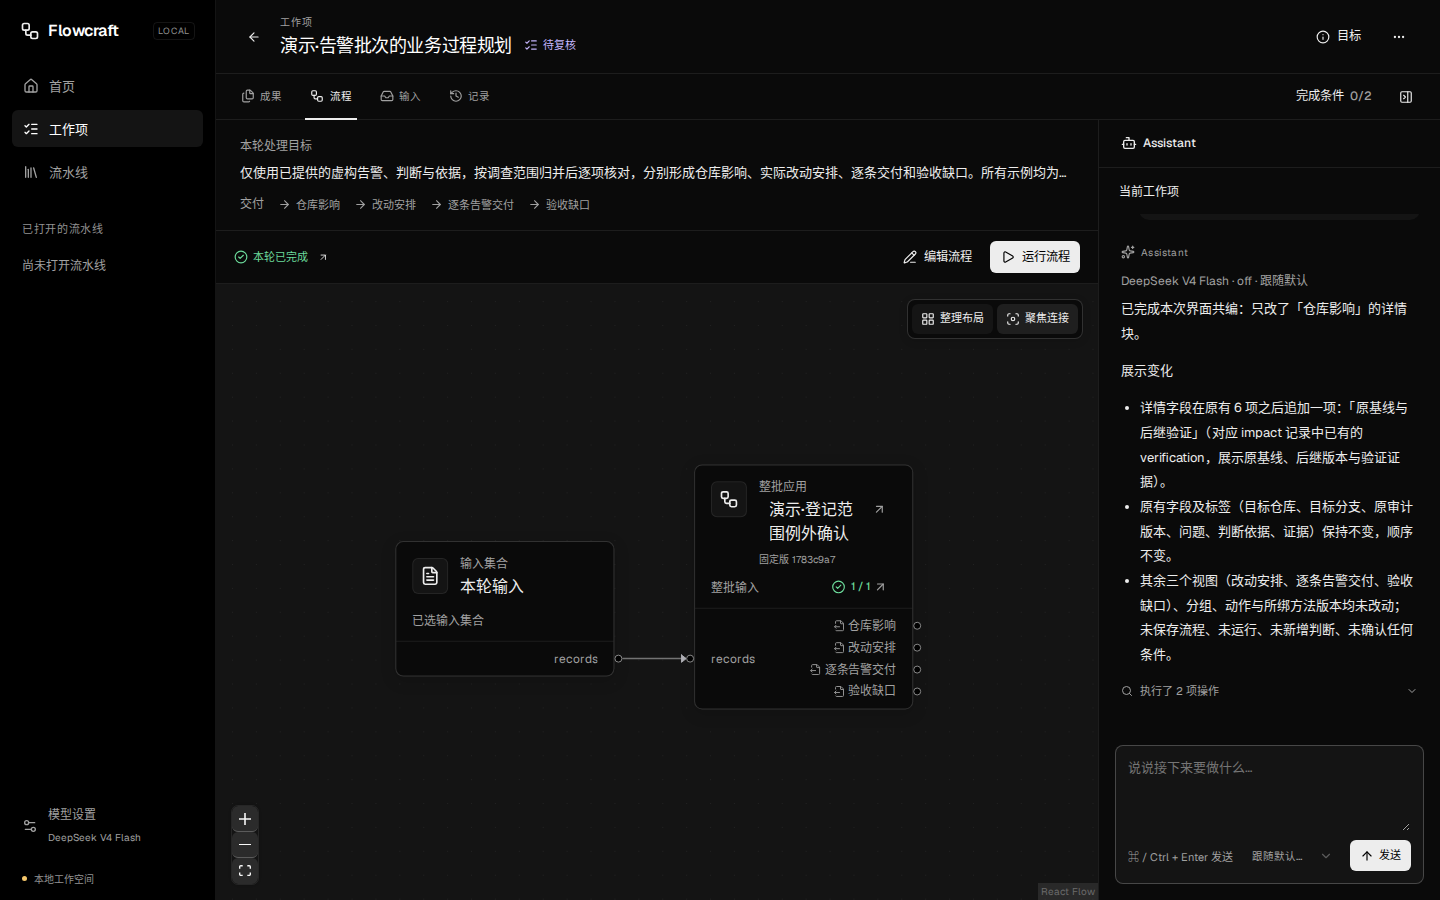 Flowcraft
LOCAL
首页
工作项
流水线
已打开的流水线
尚未打开流水线
模型设置
DeepSeek V4 Flash
本地工作空间
工作项
演示·告警批次的业务过程规划
待复核
目标
成果
流程
输入
记录
完成条件 0/2
本轮处理目标
仅使用已提供的虚构告警、判断与依据，按调查范围归并后逐项核对，分别形成仓库影响、实际改动安排、逐条交付和验收缺口。所有示例均为...
交付
仓库影响
改动安排
逐条告警交付
验收缺口
本轮已完成
编辑流程
运行流程
整理布局
聚焦连接
输入集合
本轮输入
已选输入集合
records
整批应用
演示·登记范
围例外确认
固定版 1783c9a7
整批输入
1 / 1
仓库影响
改动安排
records
逐条告警交付
验收缺口
React Flow
Assistant
当前工作项
Assistant
DeepSeek V4 Flash · off · 跟随默认
已完成本次界面共编：只改了「仓库影响」的详情
块。
展示变化
详情字段在原有 6 项之后追加一项：「原基线与
后继验证」（对应 impact 记录中已有的
verification，展示原基线、后继版本与验证证
据）。
原有字段及标签（目标仓库、目标分支、原审计
版本、问题、判断依据、证据）保持不变，顺序
不变。
其余三个视图（改动安排、逐条告警交付、验收
缺口）、分组、动作与所绑方法版本均未改动；
未保存流程、未运行、未新增判断、未确认任何
条件。
执行了 2 项操作
说说接下来要做什么...
⌘ / Ctrl + Enter 发送
跟随默认...
发送